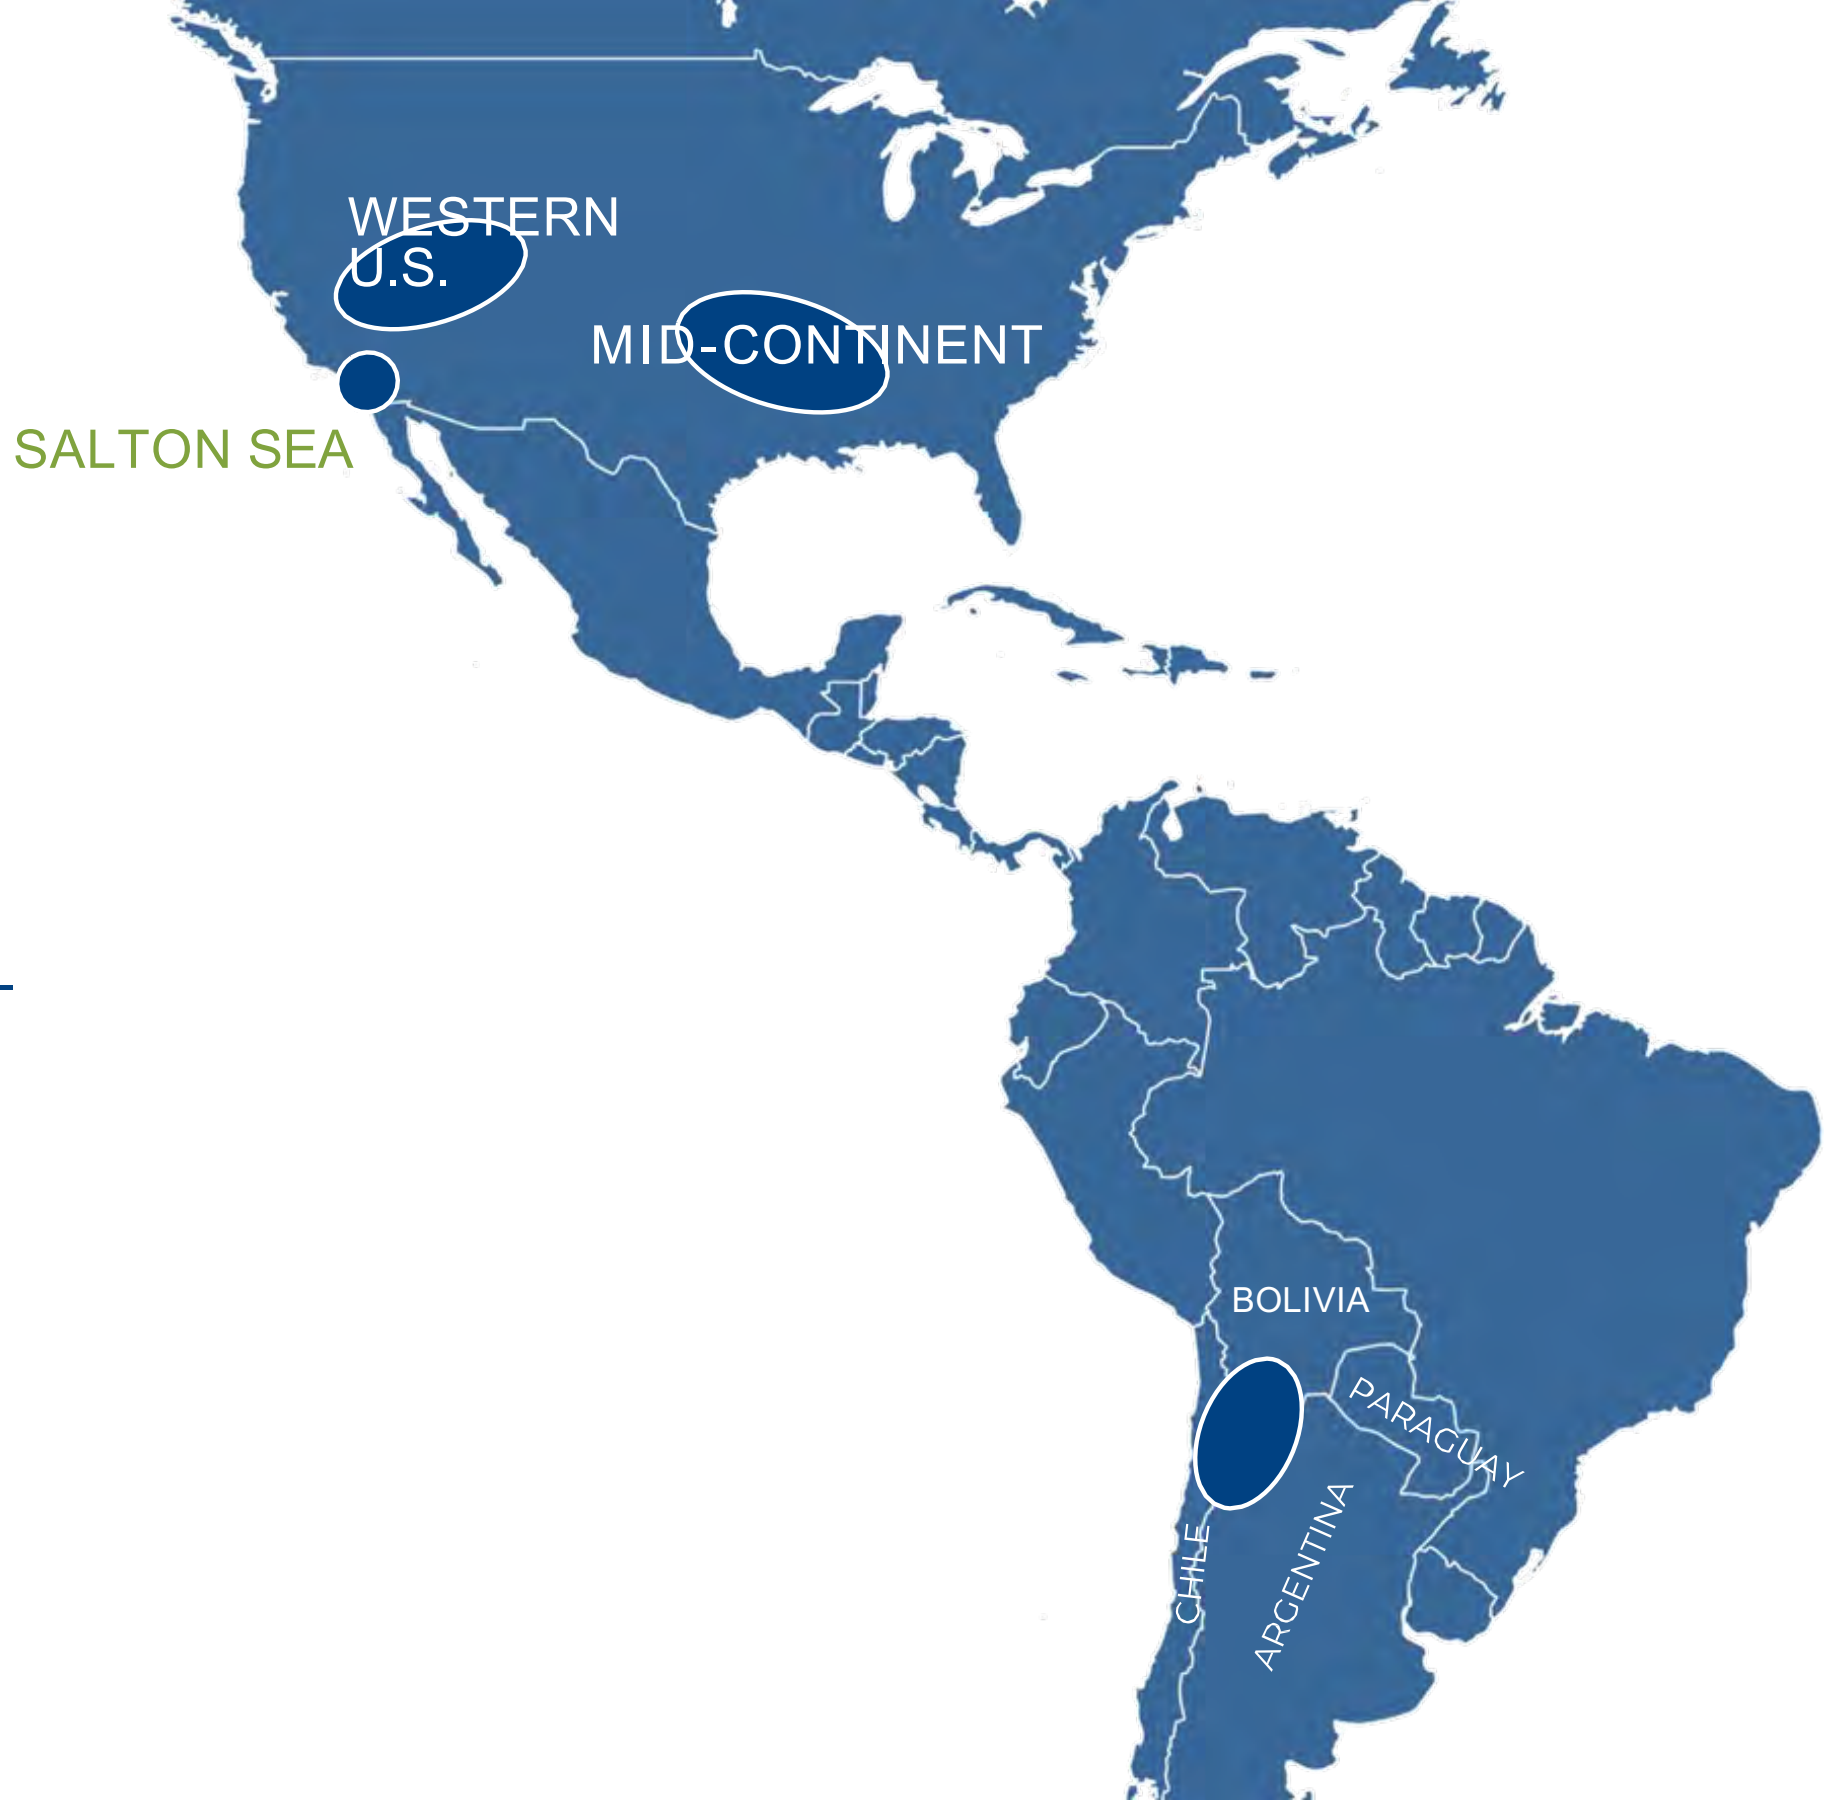 WESTERN
U.S.
MID-CONTINENT
SALTON SEA
BOLIVIA
PARAGUAY
ARGENTINA
CHILE